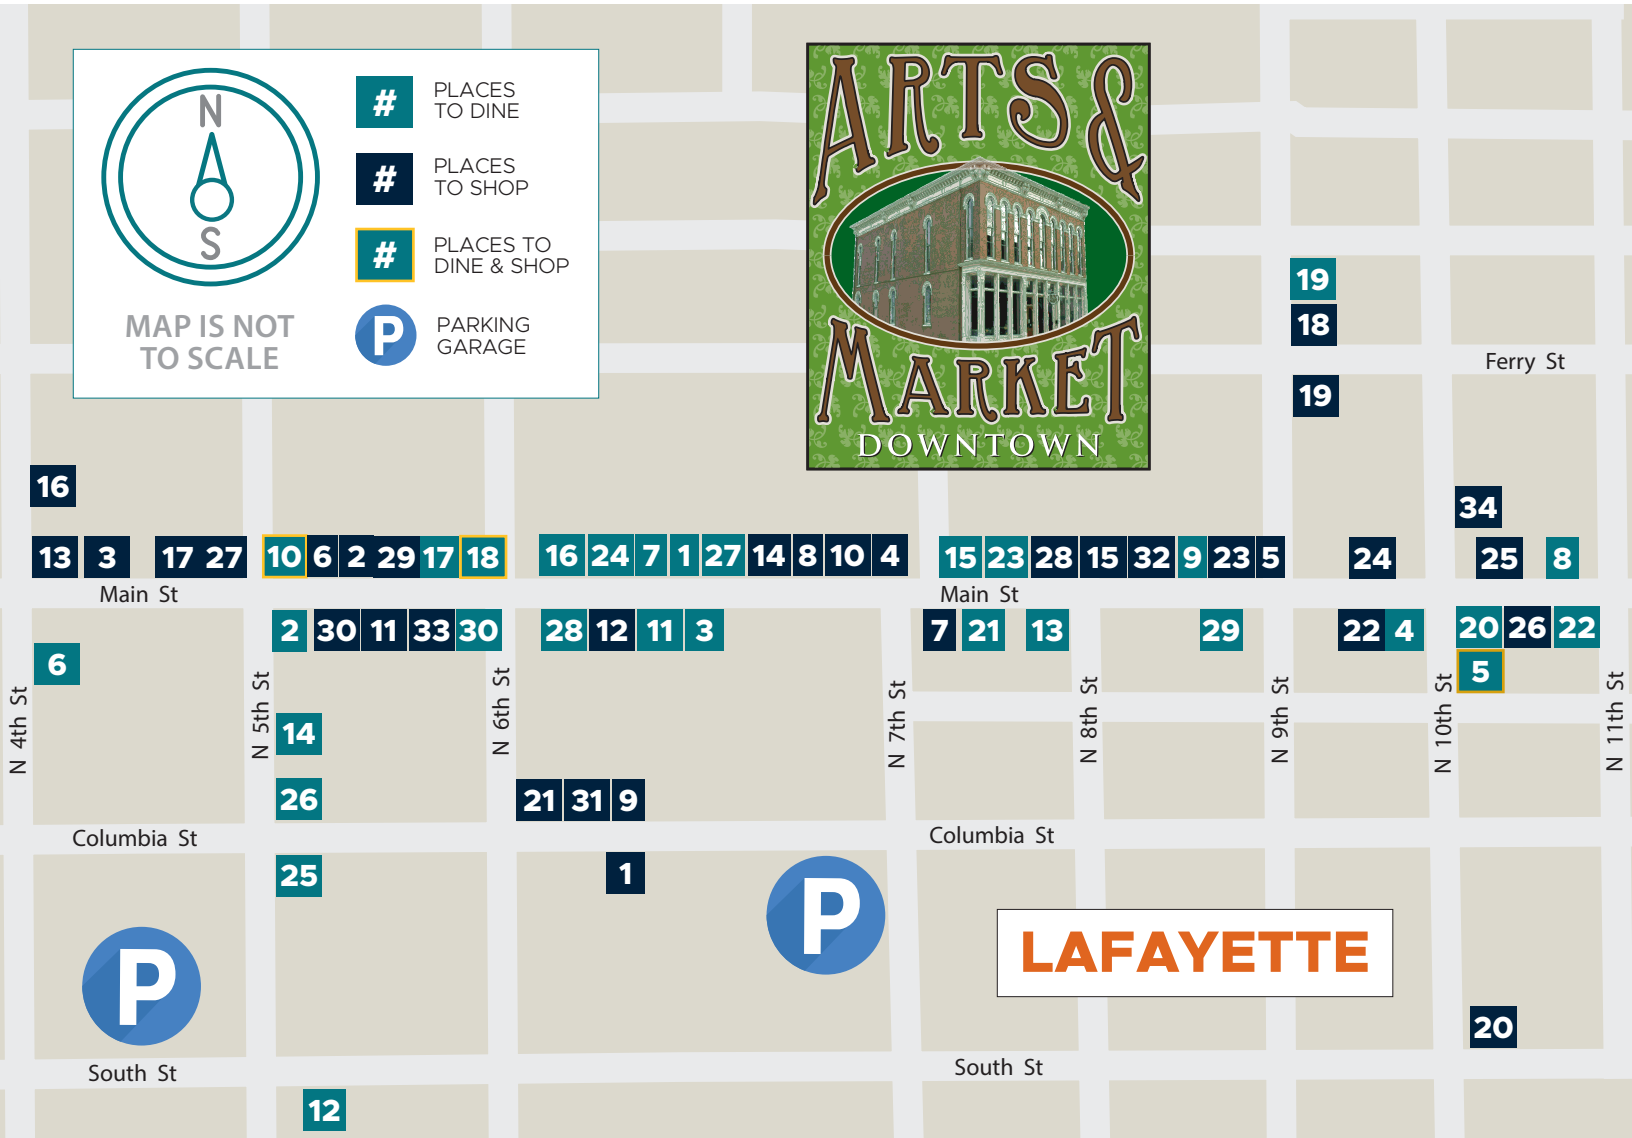 N
S
MAP IS NOT
TO SCALE
# PLACES
TO DINE
# PLACES
TO SHOP
# PLACES TO
DINE & SHOP
P PARKING
GARAGE
ARTS &
MARKET
DOWNTOWN
19
18
Ferry St
19
16
34
13 3 17 27 10 6 2 29 17 18 16 24 7 1 27 14 8 10 4 15 23 28 15 32 9 23 5 24 25 8
Main St
Main St
2 30 11 33 30 28 12 11 3 7 21 13 29 22 4 20 26 22
6
5
N 4th St
N 5th St
N 6th St
N 7th St
N 8th St
N 9th St
N 10th St
N 11th St
14
26
21 31 9
Columbia St
Columbia St
25
1
P
P
LAFAYETTE
20
South St
South St
12